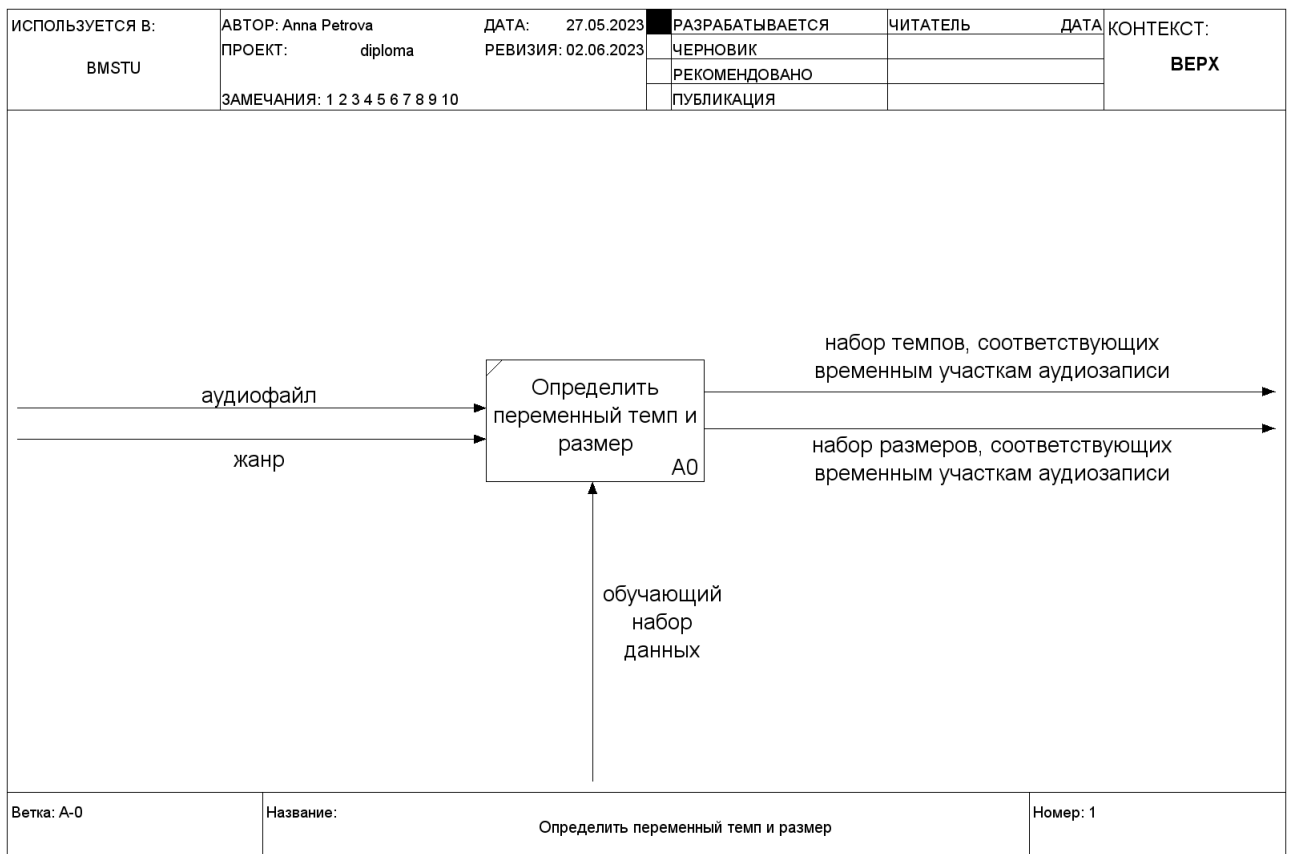 ИСПОЛЬЗУЕТСЯ В:
BMSTU
АВТОР: Anna Petrova
ДАТА: 27.05.2023
ПРОЕКТ: diploma
РЕВИЗИЯ: 02.06.2023
ЗАМЕЧАНИЯ: 1 2 3 4 5 6 7 8 9 10
РАЗРАБАТЫВАЕТСЯ
ЧЕРНОВИК
РЕКОМЕНДОВАНО
ПУБЛИКАЦИЯ
ЧИТАТЕЛЬ ДАТА
КОНТЕКСТ:
ВЕРХ
аудиофайл
жанр
Определить
переменный темп и
размер
A0
набор темпов, соответствующих
временным участкам аудиозаписи
набор размеров, соответствующих
временным участкам аудиозаписи
обучающий
набор
данных
Ветка: A-0
Название:
Определить переменный темп и размер
Номер: 1